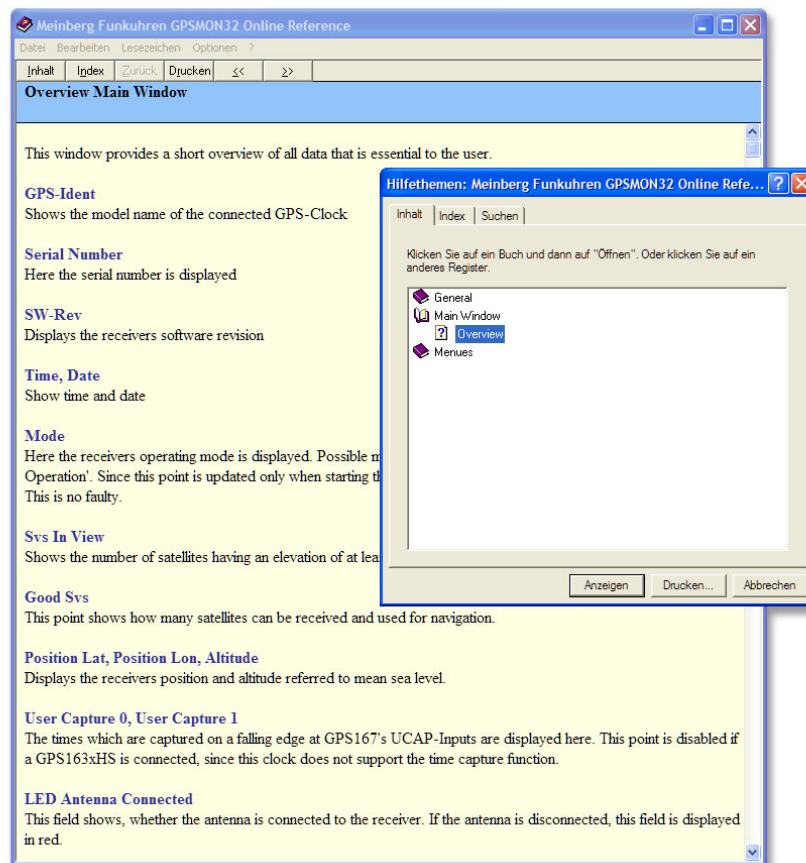 Meinberg Funkuhren GPSMON32 Online Reference
Datei Bearbeiten Lesezeichen Optionen ?
Inhalt Index Zurück Drucken << >>
Overview Main Window
This window provides a short overview of all data that is essential to the user.
GPS-Ident
Shows the model name of the connected GPS-Clock
Serial Number
Here the serial number is displayed
SW-Rev
Displays the receivers software revision
Time, Date
Show time and date
Mode
Here the receivers operating mode is displayed. Possible
Operation'. Since this point is updated only when starting
This is no faulty.
Svs In View
Shows the number of satellites having an elevation of at
Good Svs
This point shows how many satellites can be received and used for navigation.
Position Lat, Position Lon, Altitude
Displays the receivers position and altitude referred to mean sea level.
User Capture 0, User Capture 1
The times which are captured on a falling edge at GPS167's UCAP-Inputs are displayed here. This point is disabled if
a GPS163xHS is connected, since this clock does not support the time capture function.
LED Antenna Connected
This field shows, whether the antenna is connected to the receiver. If the antenna is disconnected, this field is displayed
in red.
Hilfethemen: Meinberg Funkuhren GPSMON32 Online Refe...
Inhalt Index Suchen
Klicken Sie auf ein Buch und dann auf "Öffnen". Oder klicken Sie auf ein
anderes Register.
General
Main Window
Overview
Menues
Anzeigen Drucken... Abbrechen